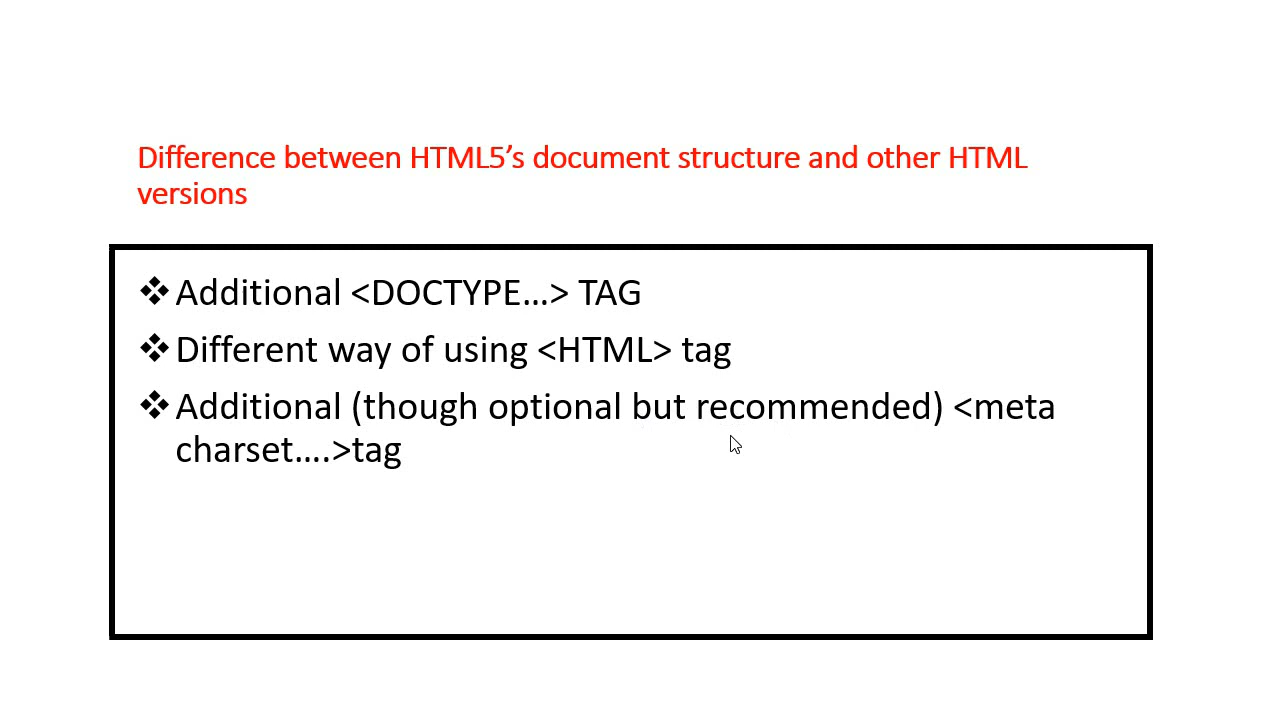 Difference between HTML5’s document structure and other HTML
versions
❖Additional <DOCTYPE…> TAG
❖Different way of using <HTML> tag
❖Additional (though optional but recommended) <meta
charset….>tag